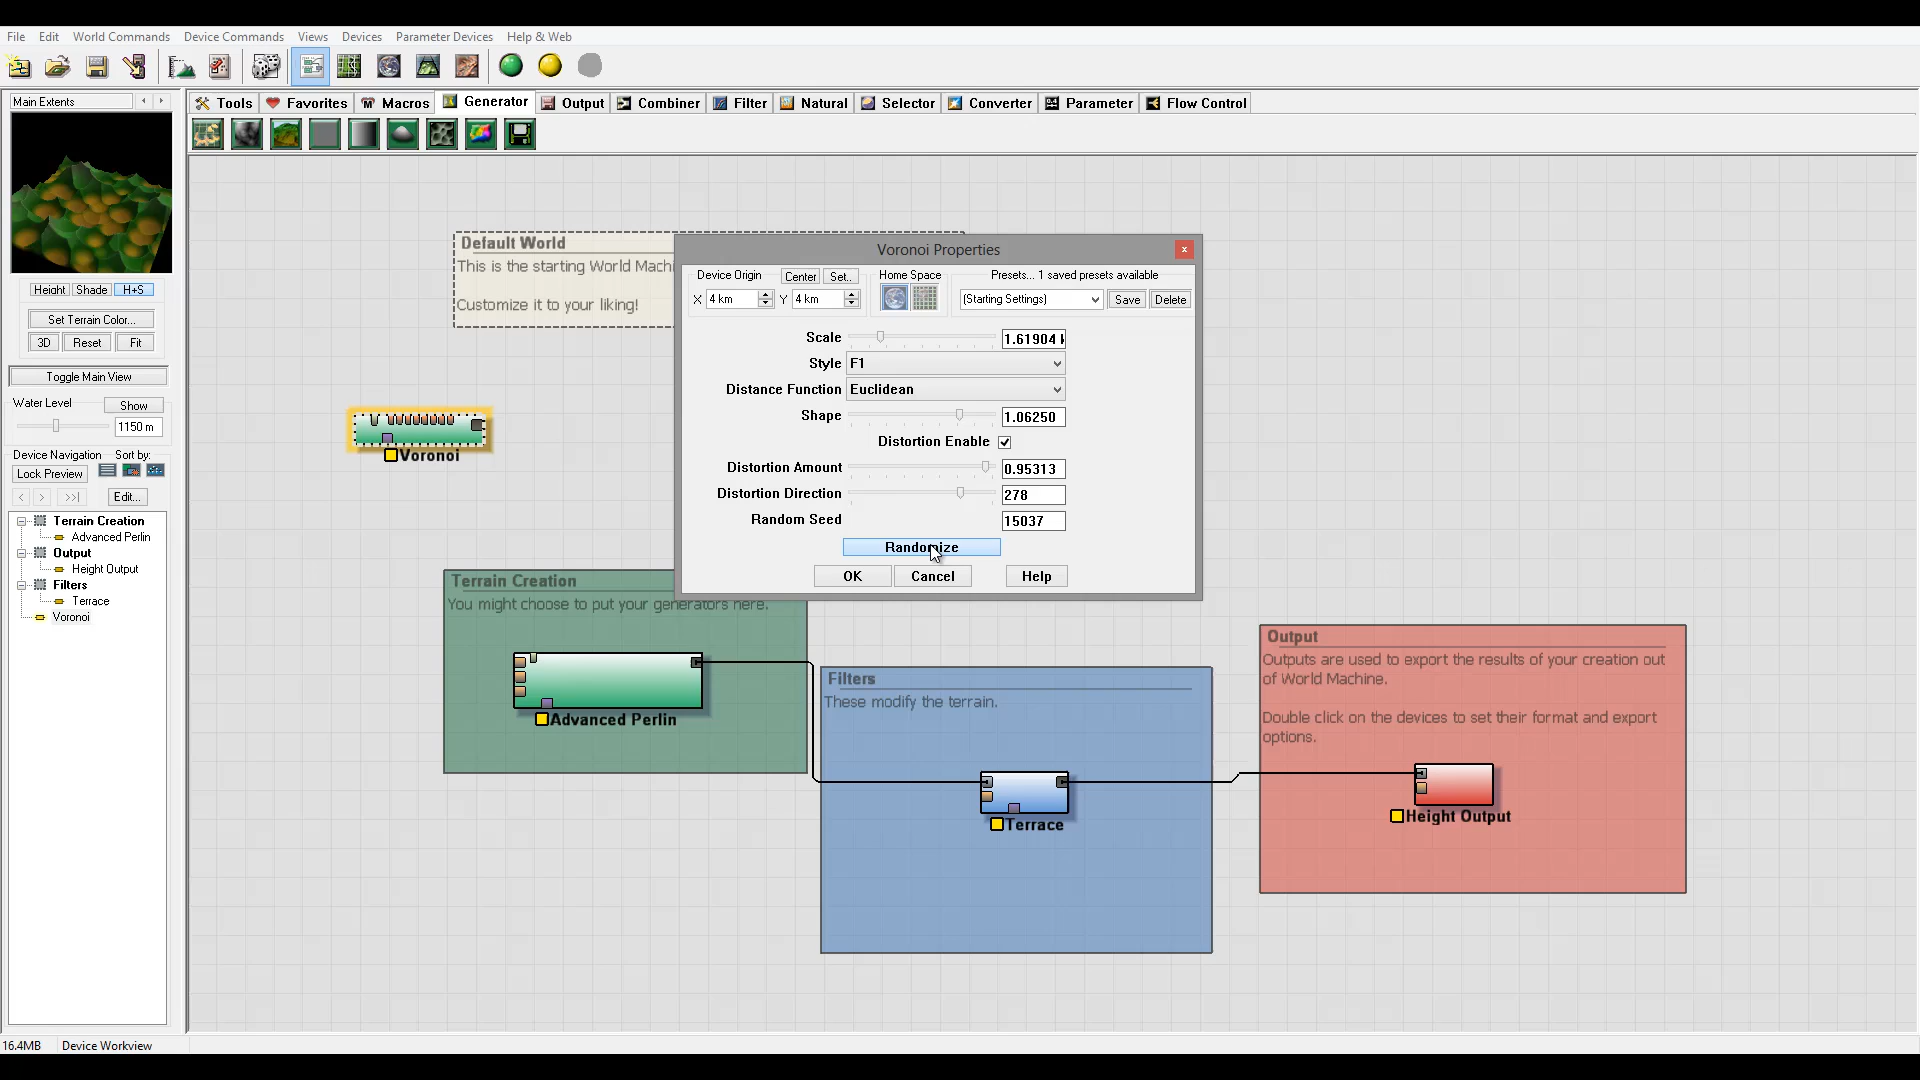 File Edit World Commands Device Commands Views Devices Parameter Devices Help & Web
Main Extents
Tools Favorites Macros Generator Output Combiner Filter Natural Selector Converter Parameter Flow Control
Height Shade H+S
Set Terrain Color...
3D Reset Fit
Toggle Main View
Water Level Show
1150 m
Device Navigation Sort by:
Lock Preview
< > >>| Edit...
Terrain Creation
Advanced Perlin
Output
Height Output
Filters
Terrace
Voronoi
Default World
This is the starting World Machi
Customize it to your liking!
Voronoi
Voronoi Properties
x
Device Origin Center Set.. Home Space Presets... 1 saved presets available
X 4 km Y 4 km (Starting Settings) Save Delete
Scale 1.61904
Style F1
Distance Function Euclidean
Shape 1.06250
Distortion Enable
Distortion Amount 0.95313
Distortion Direction 278
Random Seed 15037
Randomize
OK Cancel Help
Terrain Creation
You might choose to put your generators here.
Advanced Perlin
Filters
These modify the terrain.
Terrace
Output
Outputs are used to export the results of your creation out
of World Machine.
Double click on the devices to set their format and export
options.
Height Output
16.4MB Device Workview